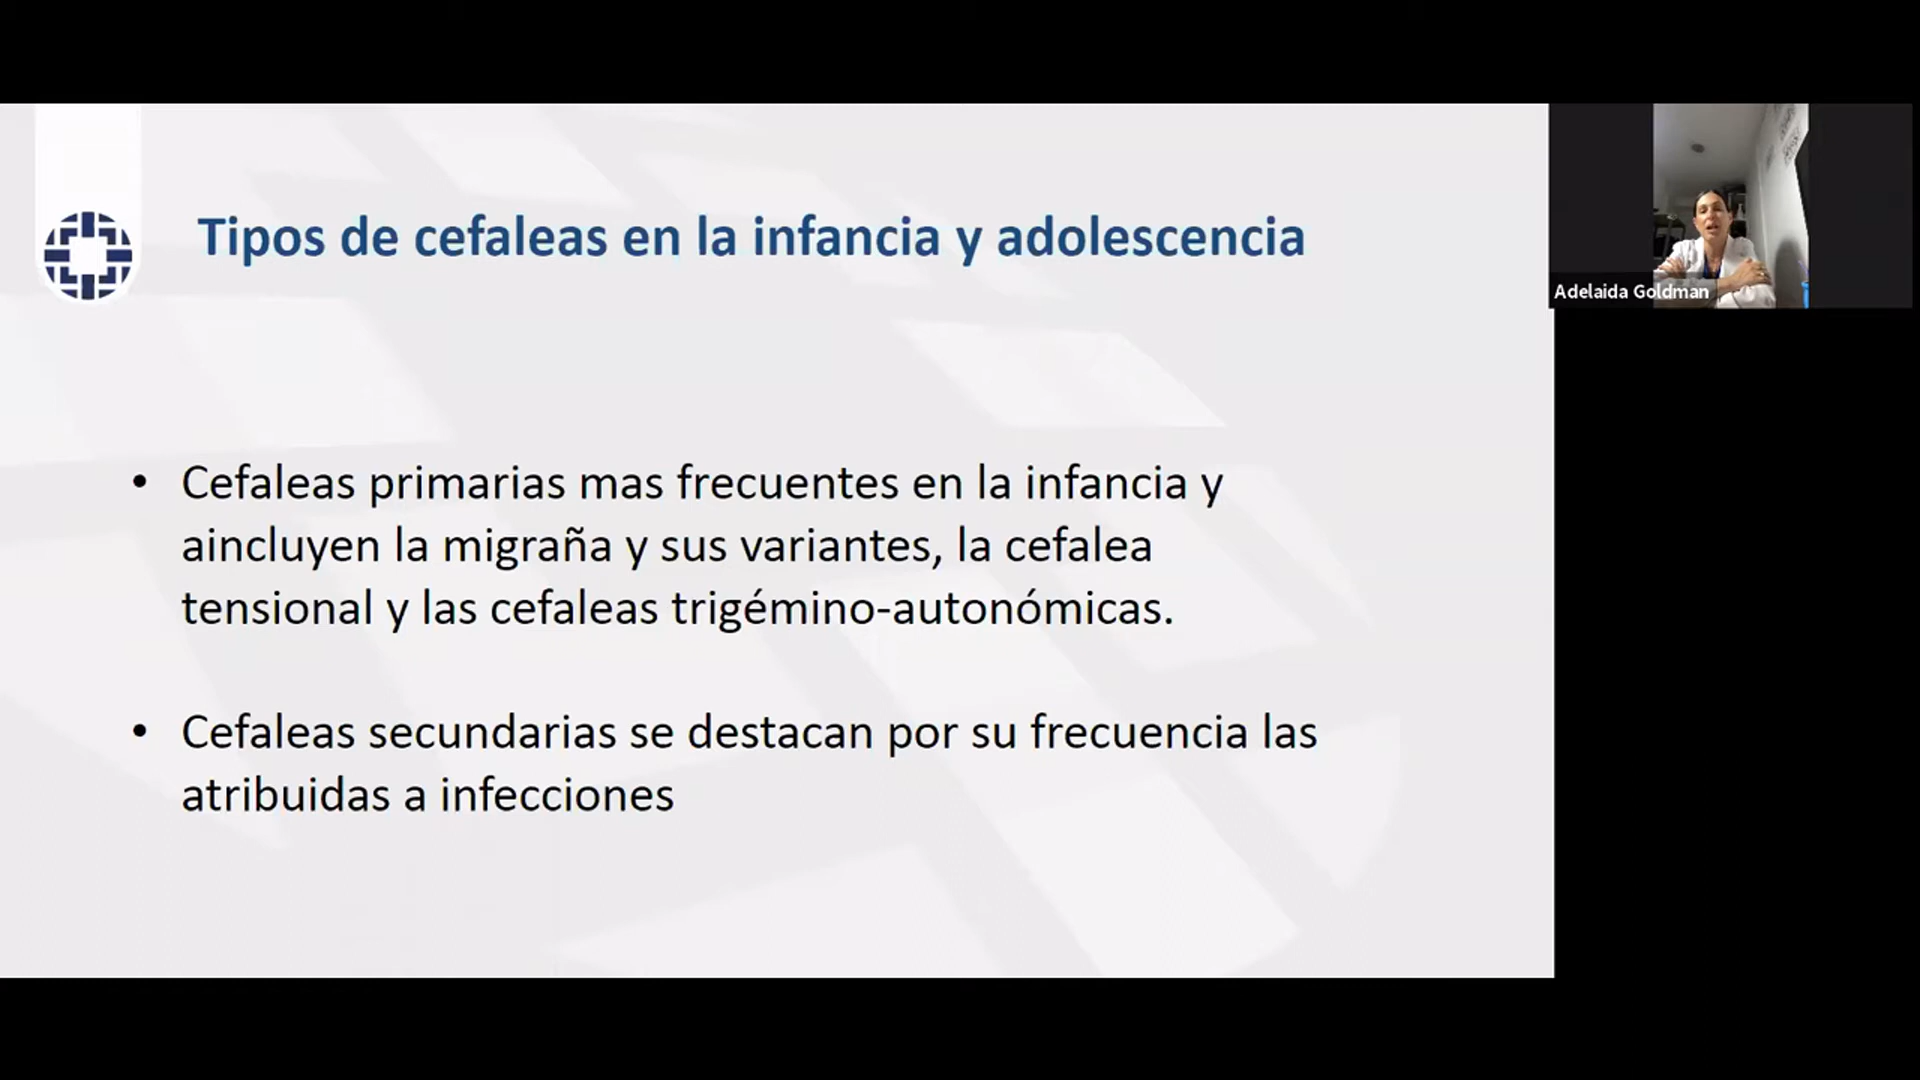 Tipos de cefaleas en la infancia y adolescencia
Adelaida Goldman
• Cefaleas primarias mas frecuentes en la infancia y
aincluyen la migraña y sus variantes, la cefalea
tensional y las cefaleas trigémino-autonómicas.
• Cefaleas secundarias se destacan por su frecuencia las
atribuidas a infecciones